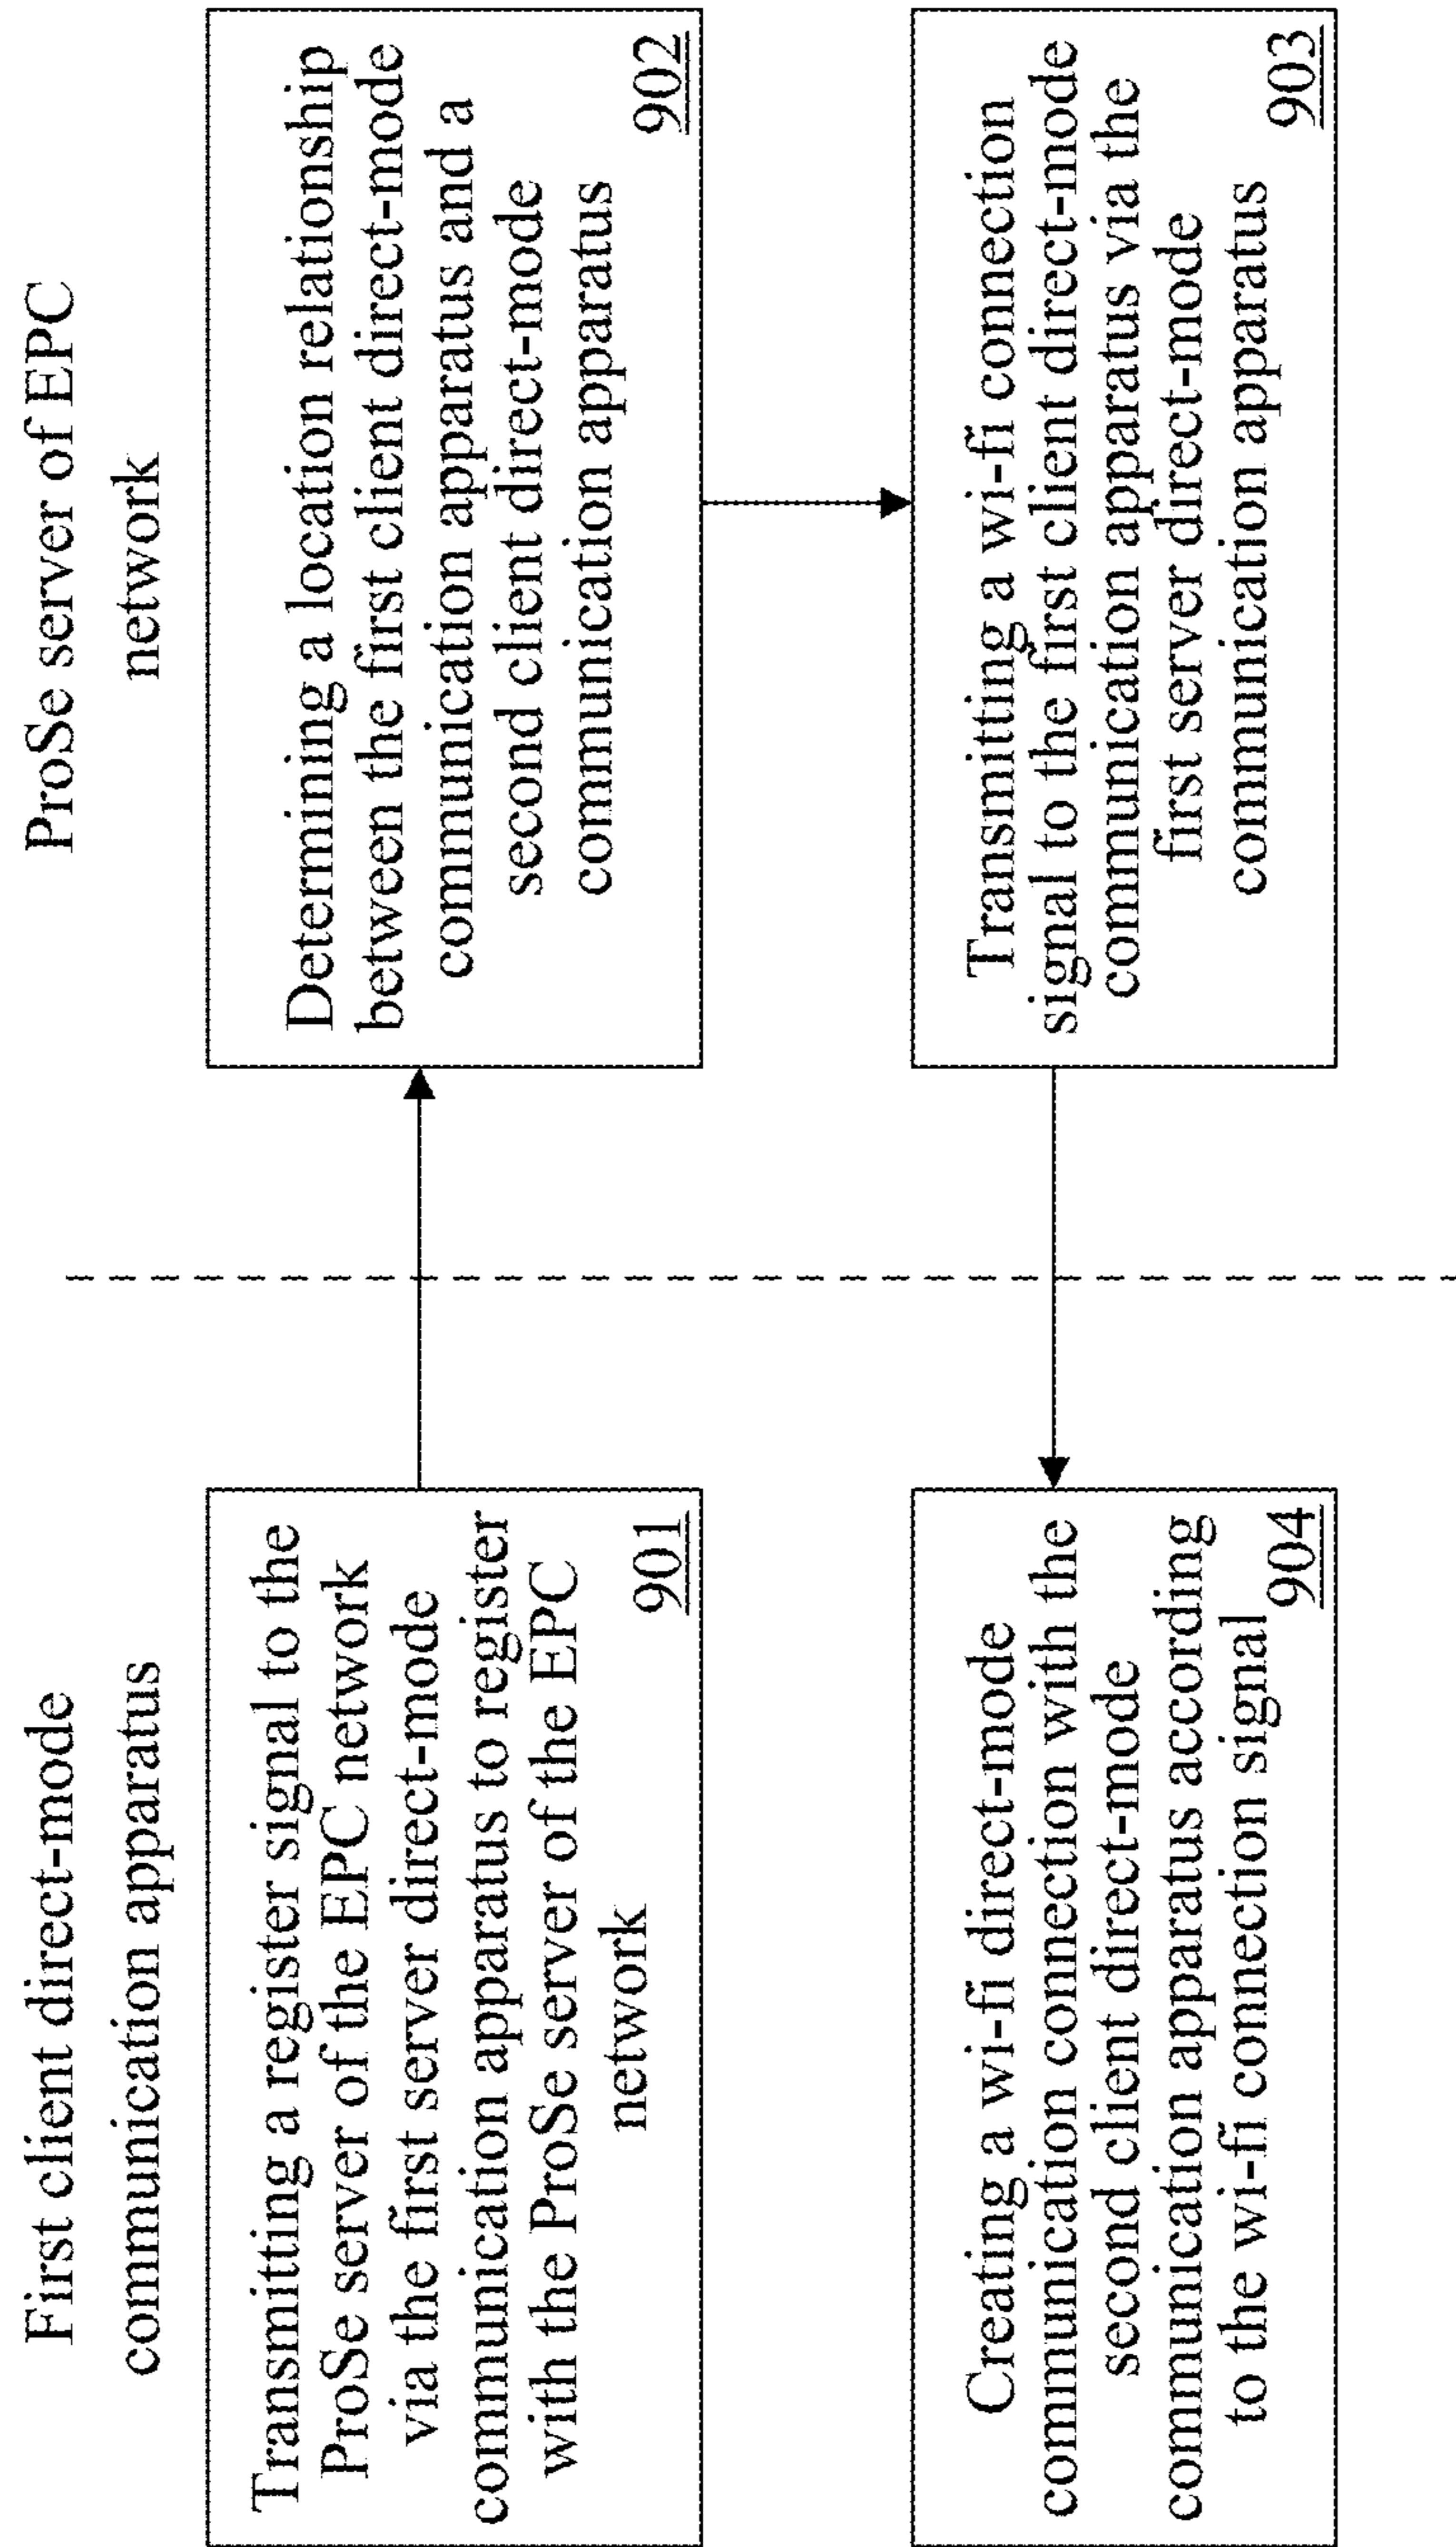 First client direct-mode
communication apparatus
ProSe server of EPC
network
Transmitting a register signal to the
ProSe server of the EPC network
via the first server direct-mode
communication apparatus to register
with the ProSe server of the EPC
network
901
Determining a location relationship
between the first client direct-mode
communication apparatus and a
second client direct-mode
communication apparatus
902
Transmitting a wi-fi connection
signal to the first client direct-mode
communication apparatus via the
first server direct-mode
communication apparatus
903
Creating a wi-fi direct-mode
communication connection with the
second client direct-mode
communication apparatus according
to the wi-fi connection signal
904